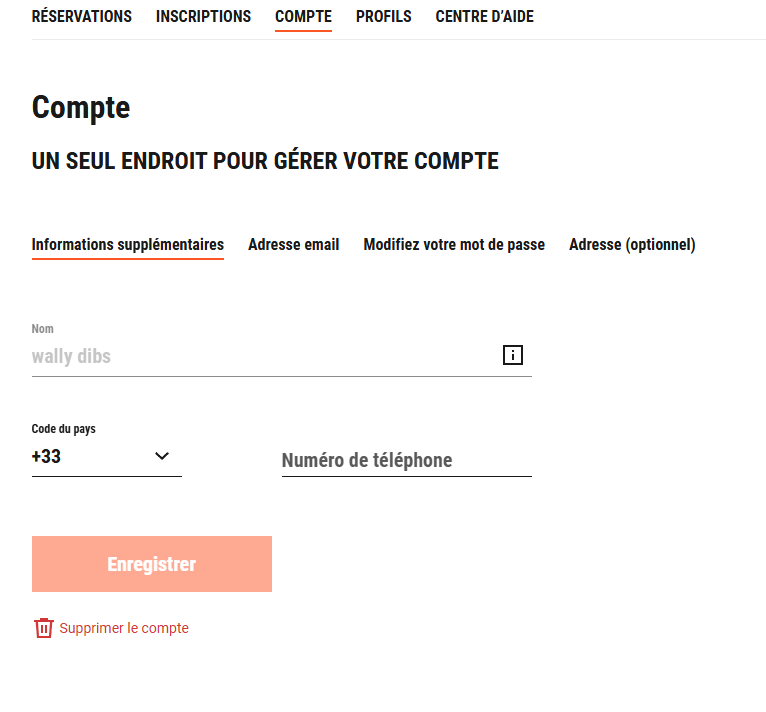 RÉSERVATIONS INSCRIPTIONS COMPTE PROFILS CENTRE D'AIDE
Compte
UN SEUL ENDROIT POUR GÉRER VOTRE COMPTE
Informations supplémentaires Adresse email Modifiez votre mot de passe Adresse (optionnel)
Nom
wally dibs
Code du pays
+33 Numéro de téléphone
Enregistrer
Supprimer le compte